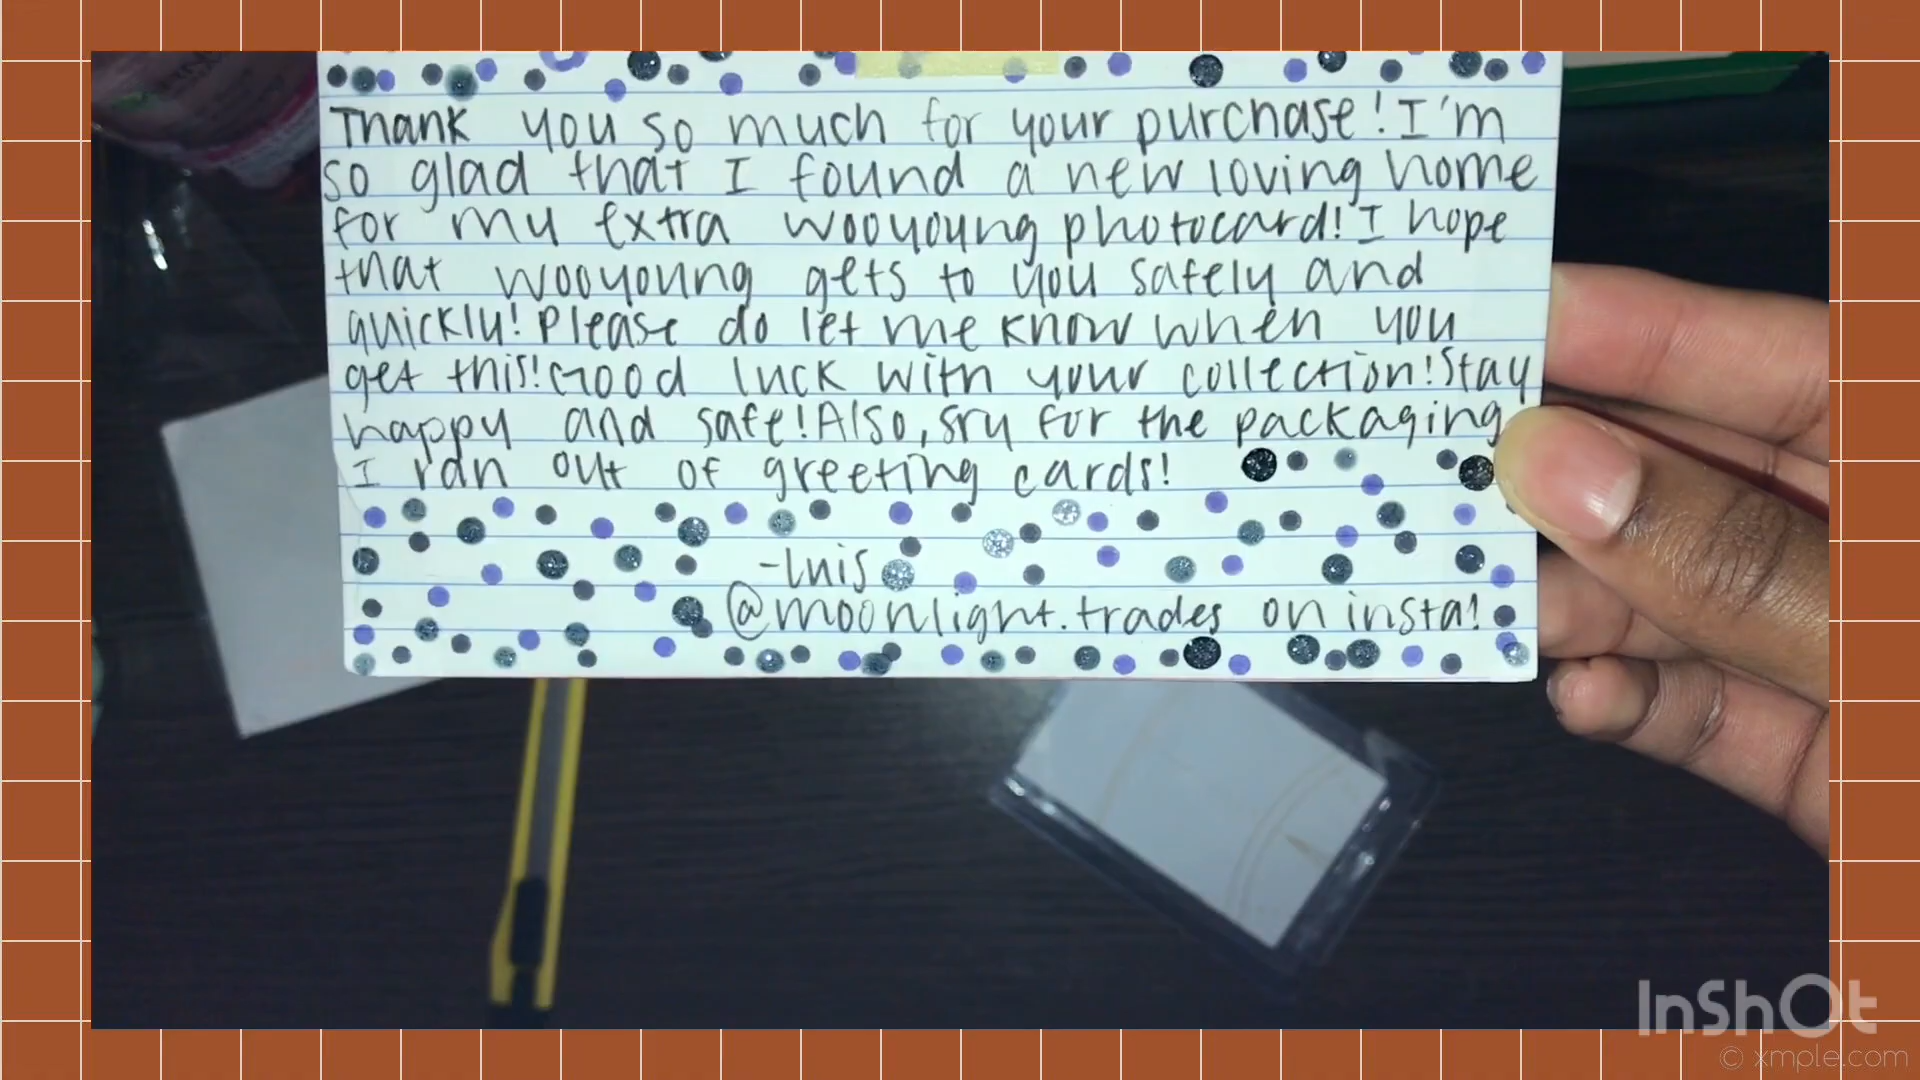 Thank you so much for your purchase! I'm
so glad that I found a new loving home
for my extra wooyoung photocard! I hope
that wooyoung gets to you safely and
quickly! Please do let me know when you
get this! Good luck with your collection! Stay
happy and safe! Also, sry for the packaging
I ran out of greeting cards!
-Luis
@moonlight.trades on insta!
InShOt
© xmple.com